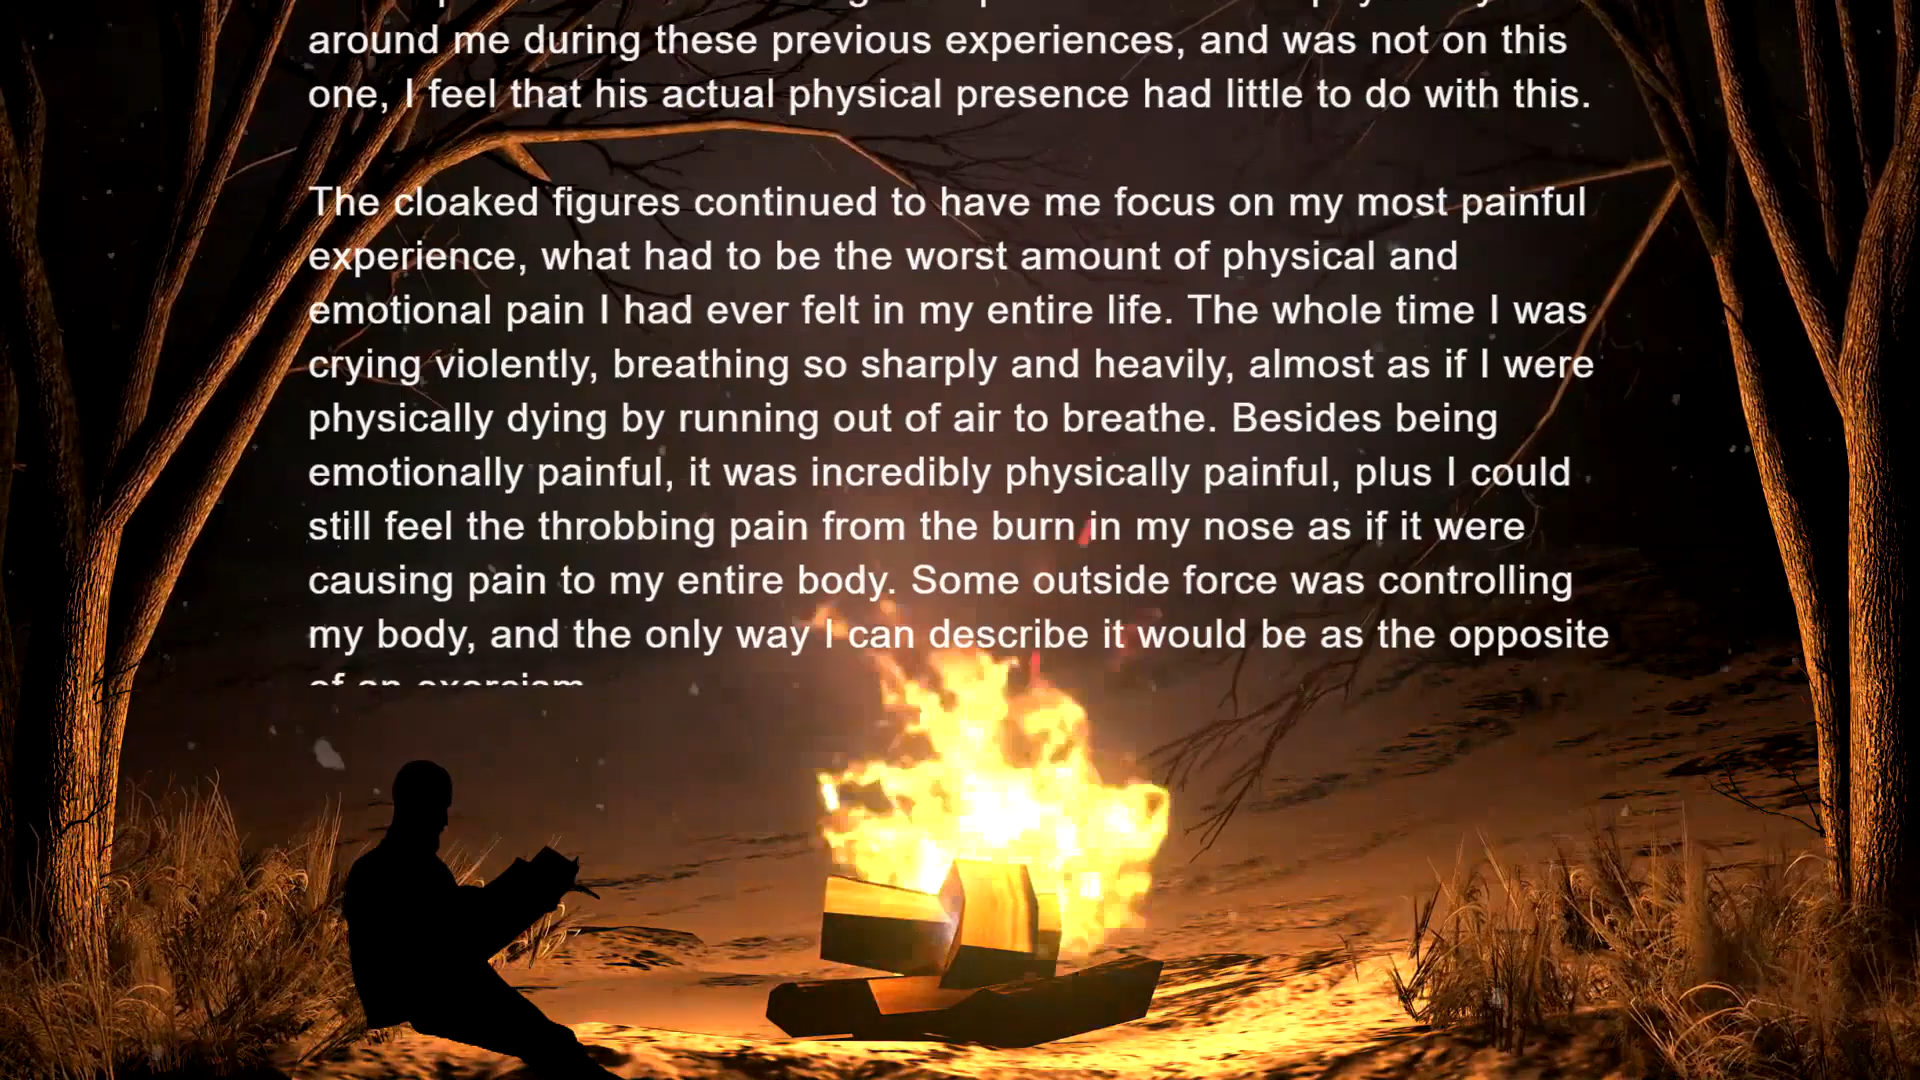 around me during these previous experiences, and was not on this
one, I feel that his actual physical presence had little to do with this.
The cloaked figures continued to have me focus on my most painful
experience, what had to be the worst amount of physical and
emotional pain I had ever felt in my entire life. The whole time I was
crying violently, breathing so sharply and heavily, almost as if I were
physically dying by running out of air to breathe. Besides being
emotionally painful, it was incredibly physically painful, plus I could
still feel the throbbing pain from the burn in my nose as if it were
causing pain to my entire body. Some outside force was controlling
my body, and the only way I can describe it would be as the opposite
of an exorcism